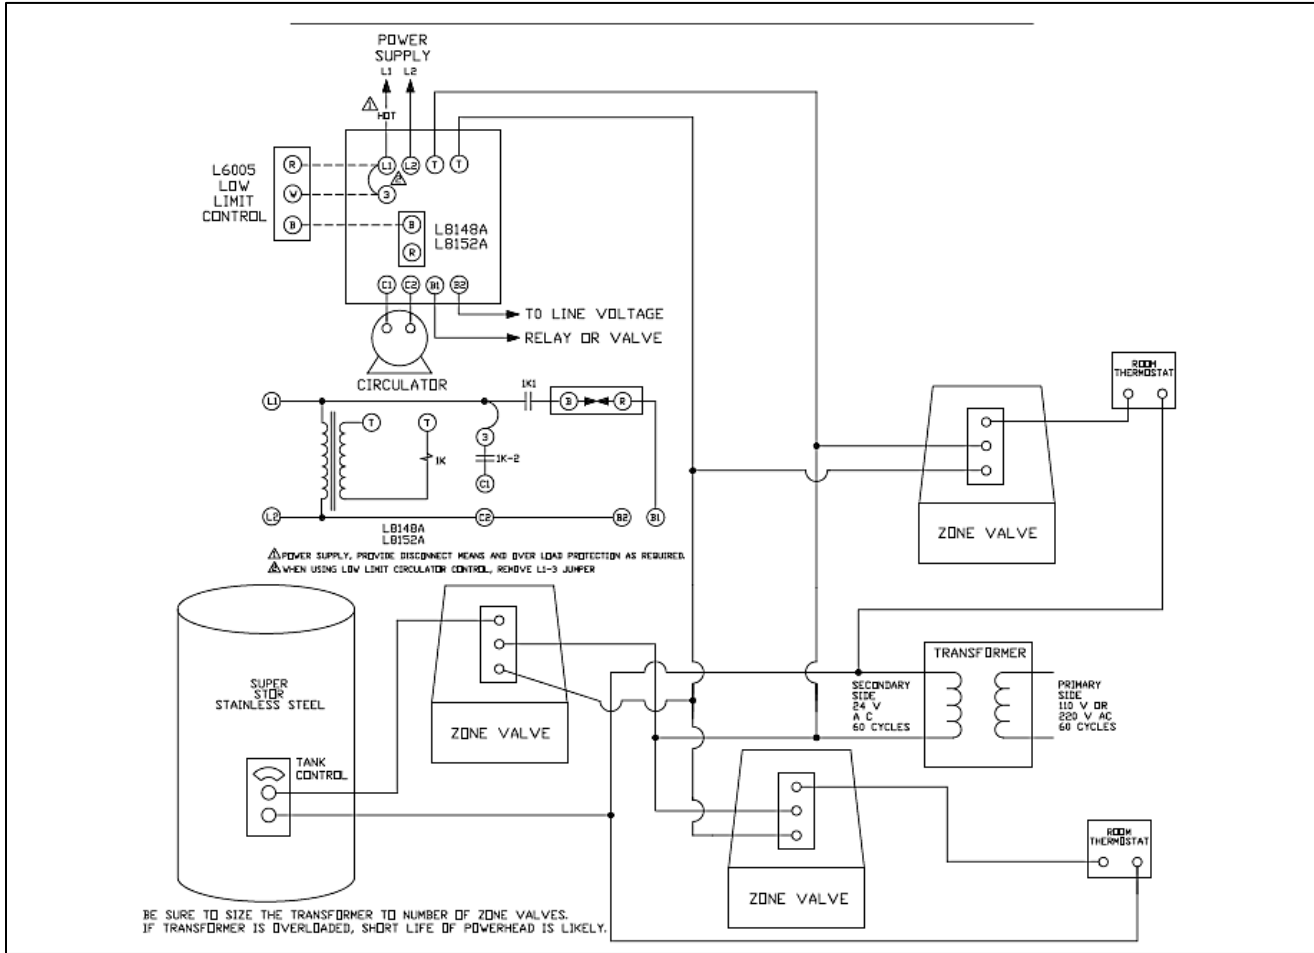 POWER
SUPPLY
L1 L2
1
HOT
L6005
LOW
LIMIT
CONTROL
R
W
B
L1 L2 T T
2
3
B
R
L8148A
L8152A
C1 C2 B1 B2
TO LINE VOLTAGE
RELAY OR VALVE
CIRCULATOR
L1
1K1
B
R
T
T
1K
3
1K-2
C1
L2
C2
B2
B1
L8148A
L8152A
1 POWER SUPPLY, PROVIDE DISCONNECT MEANS AND OVER LOAD PROTECTION AS REQUIRED.
2 WHEN USING LOW LIMIT CIRCULATOR CONTROL, REMOVE L1-3 JUMPER
ROOM
THERMOSTAT
ZONE VALVE
SUPER
STOR
STAINLESS STEEL
TANK
CONTROL
ZONE VALVE
TRANSFORMER
SECONDARY
SIDE
24 V
A C
60 CYCLES
PRIMARY
SIDE
110 V OR
220 V AC
60 CYCLES
ZONE VALVE
ROOM
THERMOSTAT
BE SURE TO SIZE THE TRANSFORMER TO NUMBER OF ZONE VALVES.
IF TRANSFORMER IS OVERLOADED, SHORT LIFE OF POWERHEAD IS LIKELY.